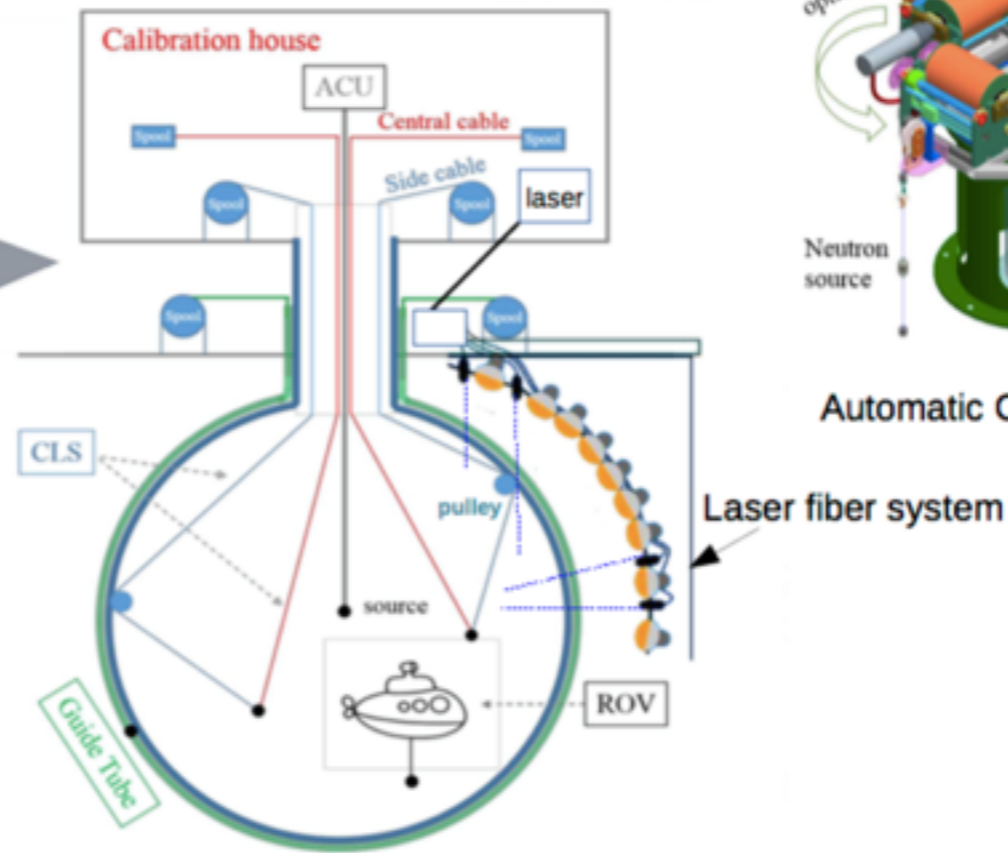 Calibration house
ACU
Spool
Central cable
Spool
Spool
Side cable
Spool
laser
Spool
Spool
CLS
pulley
source
Guide Tube
ROV
Laser fiber system
Neutron
source
Automatic